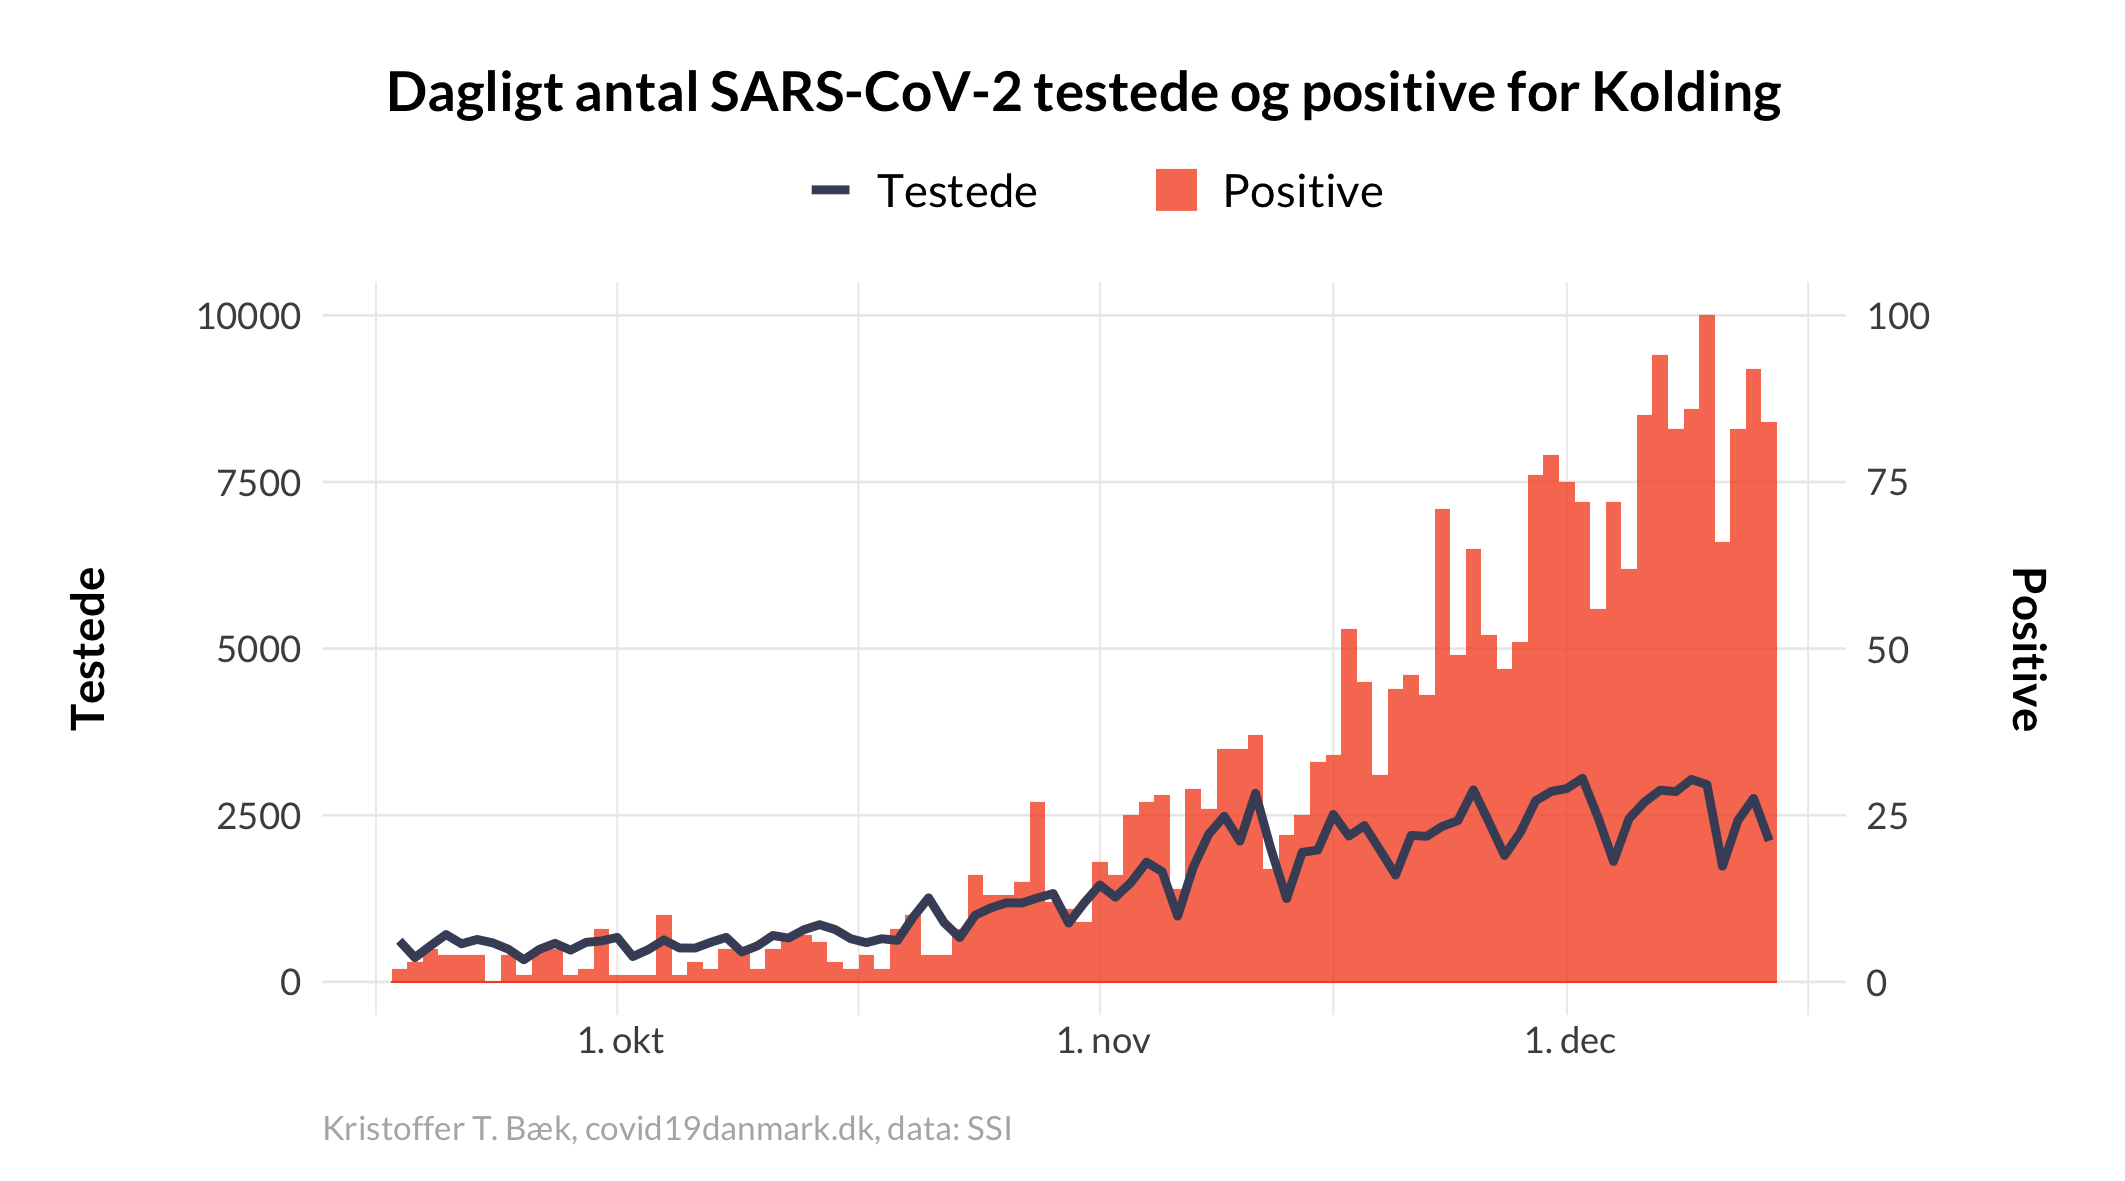 Dagligt antal SARS-CoV-2 testede og positive for Kolding
Testede
Positive
10000
7500
5000
2500
0
Testede
100
75
50
25
0
Positive
1. okt
1. nov
1. dec
Kristoffer T. Bæk, covid19danmark.dk, data: SSI